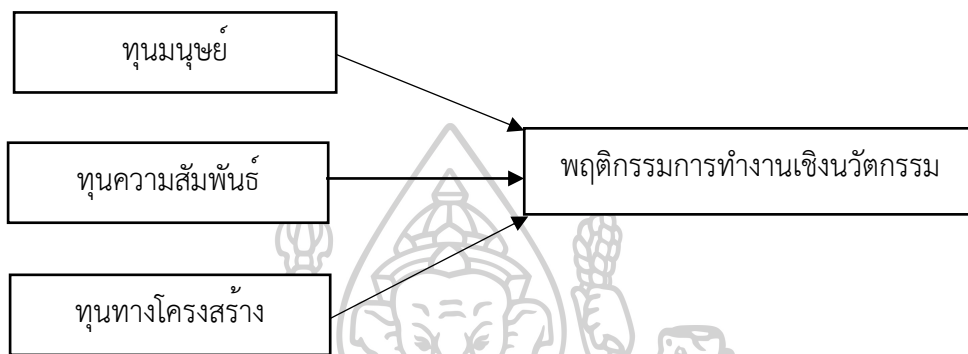 ทุนมนุษย์
ทุนความสัมพันธ์
พฤติกรรมการทำงานเชิงนวัตกรรม
ทุนทางโครงสร้าง